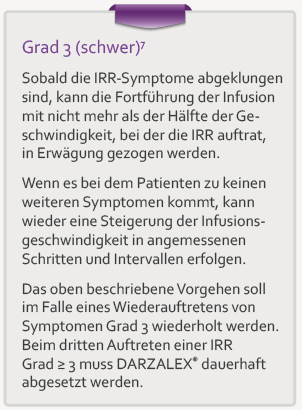 Grad 3 (schwer)⁷
Sobald die IRR-Symptome abgeklungen
sind, kann die Fortführung der Infusion
mit nicht mehr als der Hälfte der Ge-
schwindigkeit, bei der die IRR auftrat,
in Erwägung gezogen werden.
Wenn es bei dem Patienten zu keinen
weiteren Symptomen kommt, kann
wieder eine Steigerung der Infusions-
geschwindigkeit in angemessenen
Schritten und Intervallen erfolgen.
Das oben beschriebene Vorgehen soll
im Falle eines Wiederauftretens von
Symptomen Grad 3 wiederholt werden.
Beim dritten Auftreten einer IRR
Grad ≥ 3 muss DARZALEX® dauerhaft
abgesetzt werden.